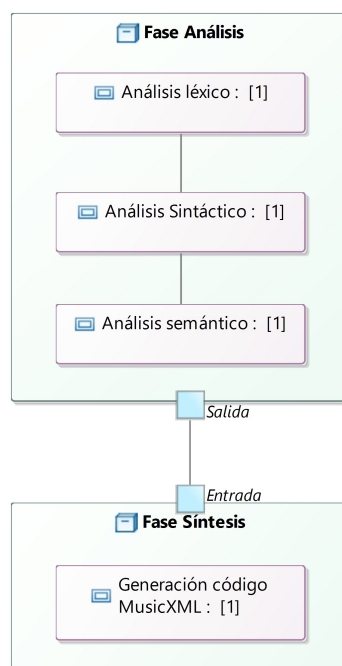 Fase Análisis
Análisis léxico :  [1]
Análisis Sintáctico :  [1]
Análisis semántico :  [1]
Salida
Entrada
Fase Síntesis
Generación código
MusicXML :  [1]